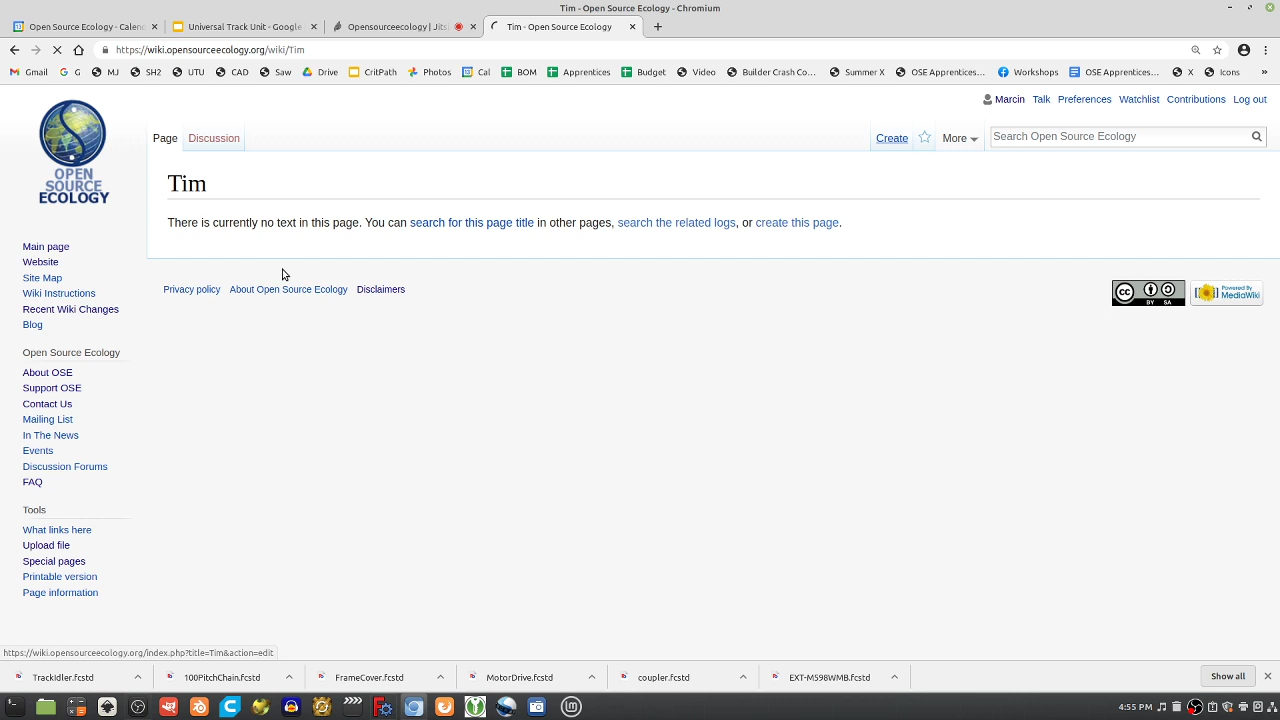 Tim - Open Source Ecology - Chromium
Open Source Ecology - Calend
Universal Track Unit - Google
Opensourceecology | Jits
Tim - Open Source Ecology
https://wiki.opensourceecology.org/wiki/Tim
Gmail
G
MJ
SH2
UTU
CAD
Saw
Drive
CritPath
Photos
Cal
BOM
Apprentices
Budget
Video
Builder Crash Co...
Summer X
OSE Apprentices...
Workshops
OSE Apprentices...
X
Icons
»
Marcin Talk Preferences Watchlist Contributions Log out
OPEN
SOURCE
ECOLOGY
Page Discussion
Create
More
Search Open Source Ecology
Tim
There is currently no text in this page. You can search for this page title in other pages, search the related logs, or create this page.
Main page
Website
Site Map
Wiki Instructions
Recent Wiki Changes
Blog
Open Source Ecology
About OSE
Support OSE
Contact Us
Mailing List
In The News
Events
Discussion Forums
FAQ
Tools
What links here
Upload file
Special pages
Printable version
Page information
Privacy policy About Open Source Ecology Disclaimers
CC BY SA
Powered By MediaWiki
https://wiki.opensourceecology.org/index.php?title=Tim&action=edit
TrackIdler.fcstd
100PitchChain.fcstd
FrameCover.fcstd
MotorDrive.fcstd
coupler.fcstd
EXT-M598WMB.fcstd
Show all
4:55 PM